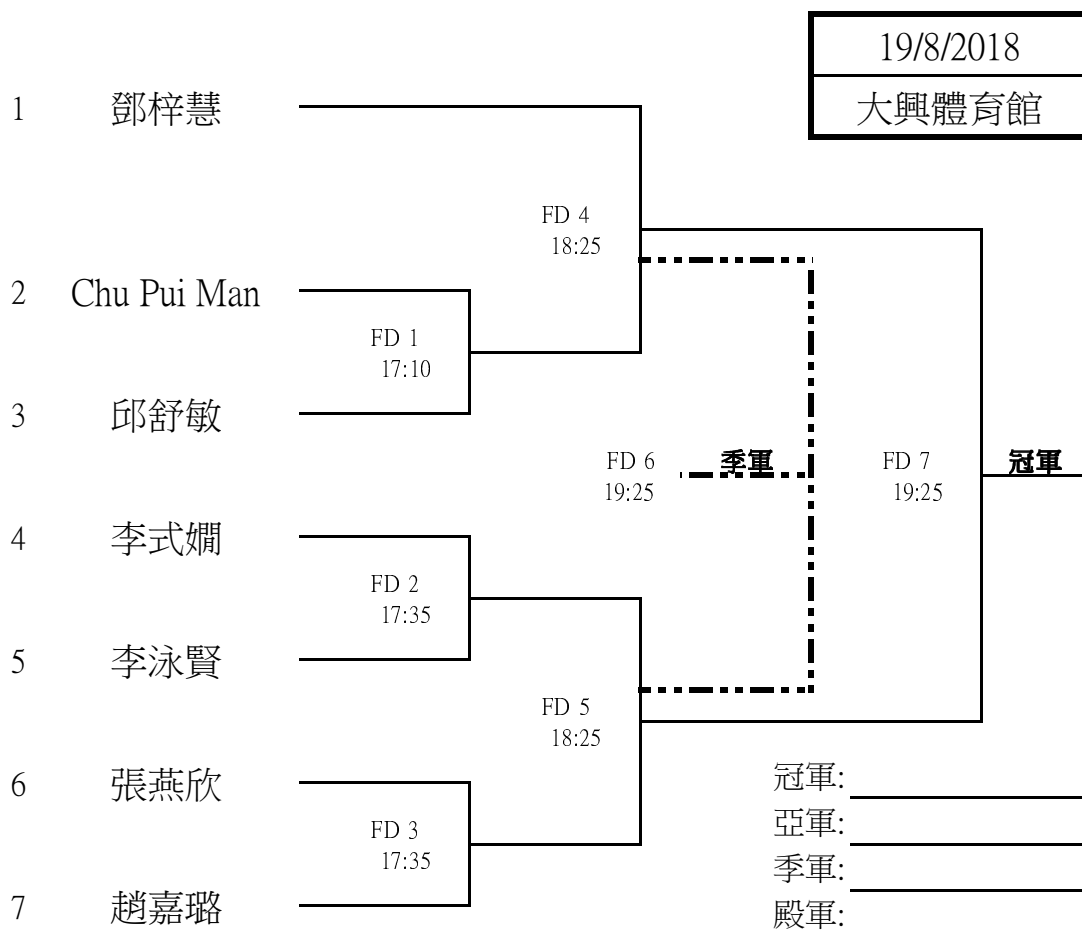 19/8/2018
大興體育館
1 鄧梓慧
FD 4
18:25
2 Chu Pui Man
FD 1
17:10
3 邱舒敏
FD 6 季軍 FD 7 冠軍
19:25 19:25
4 李式嫺
FD 2
17:35
5 李泳賢
FD 5
18:25
6 張燕欣
冠軍:
FD 3
亞軍:
17:35
季軍:
7 趙嘉璐
殿軍: